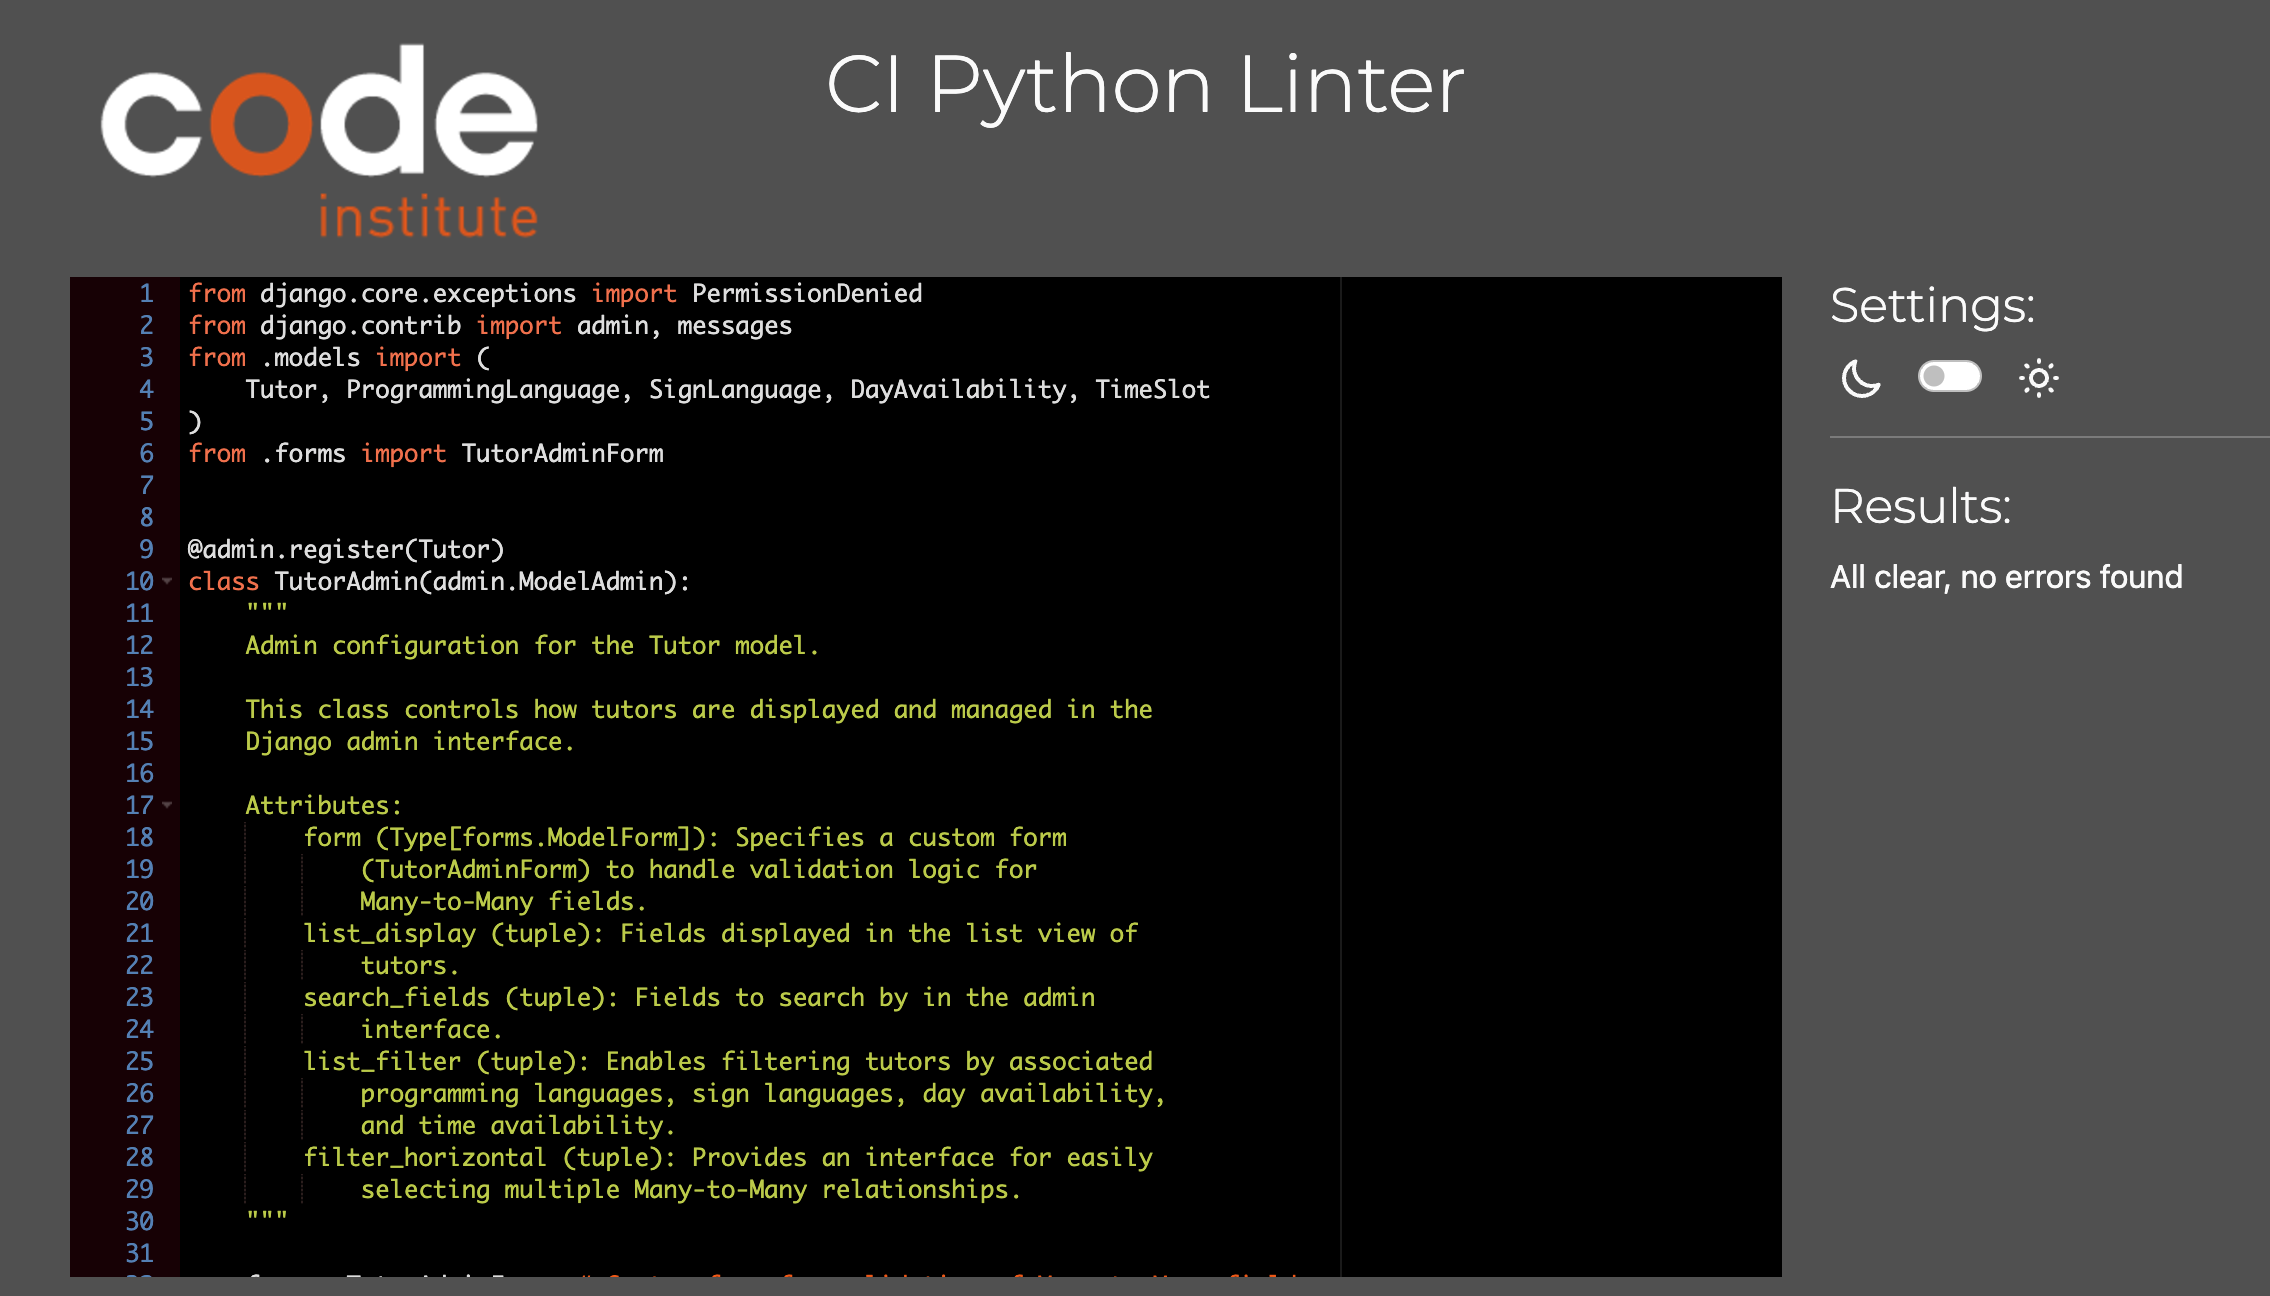 code
institute
CI Python Linter
1 from django.core.exceptions import PermissionDenied
2 from django.contrib import admin, messages
3 from .models import (
4     Tutor, ProgrammingLanguage, SignLanguage, DayAvailability, TimeSlot
5 )
6 from .forms import TutorAdminForm
7
8
9 @admin.register(Tutor)
10 class TutorAdmin(admin.ModelAdmin):
11     """
12     Admin configuration for the Tutor model.
13
14     This class controls how tutors are displayed and managed in the
15     Django admin interface.
16
17     Attributes:
18         form (Type[forms.ModelForm]): Specifies a custom form
19             (TutorAdminForm) to handle validation logic for
20             Many-to-Many fields.
21         list_display (tuple): Fields displayed in the list view of
22             tutors.
23         search_fields (tuple): Fields to search by in the admin
24             interface.
25         list_filter (tuple): Enables filtering tutors by associated
26             programming languages, sign languages, day availability,
27             and time availability.
28         filter_horizontal (tuple): Provides an interface for easily
29             selecting multiple Many-to-Many relationships.
30     """
31
Settings:
Results:
All clear, no errors found